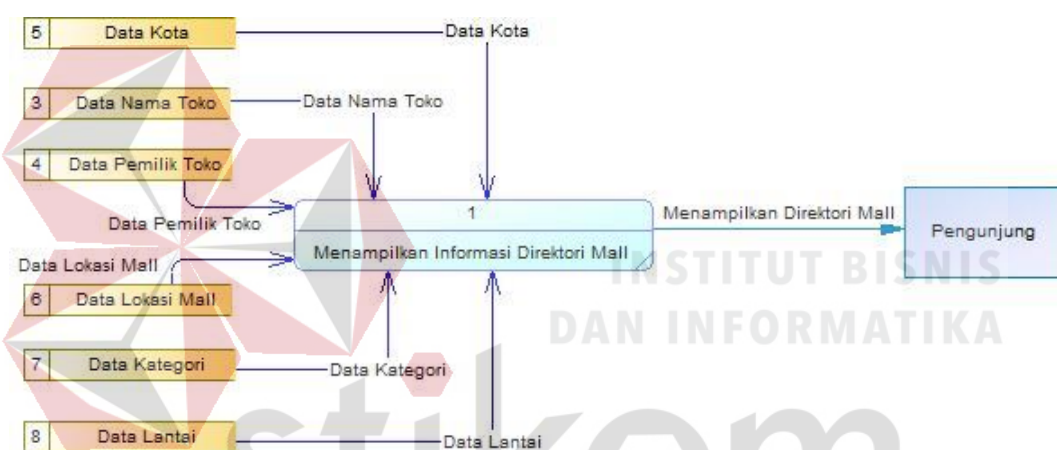 5 Data Kota
Data Kota
3 Data Nama Toko
Data Nama Toko
4 Data Pemilik Toko
Data Pemilik Toko
1
Menampilkan Informasi Direktori Mall
Menampilkan Direktori Mall
Pengunjung
Data Lokasi Mall
6 Data Lokasi Mall
7 Data Kategori
Data Kategori
8 Data Lantai
Data Lantai
INSTITUT BISNIS
DAN INFORMATIKA
stikom